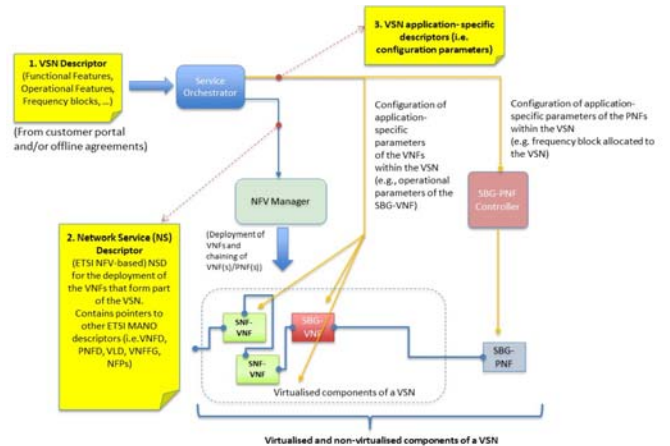 3. VSN application- specific
descriptors (i.e.
configuration parameters)
1. VSN Descriptor
(Functional Features,
Operational Features,
Frequency blocks, ...)
(From customer portal
and/or offline agreements)
Service
Orchestrator
Configuration of
application-
specific
parameters
of the VNFs
within the VSN
(e.g., operational
parameters of the
SBG-VNF)
Configuration of application-
specific parameters of the PNFs
within the VSN
(e.g. frequency block allocated to
the VSN)
NFV Manager
SBG-PNF
Controller
2. Network Service (NS)
Descriptor
(ETSI NFV-based) NSD
for the deployment of
the VNFs that form part
of the VSN.
Contains pointers to
other ETSI MANO
descriptors (i.e.VNFD,
PNFD, VLD, VNFFG,
NFPs)
(Deployment of
VNFs and
chaining of
VNF(s)/PNF(s))
SNF-
VNF
SBG-
VNF
SNF-
VNF
SBG-
PNF
Virtualised components of a VSN
Virtualised and non-virtualised components of a VSN